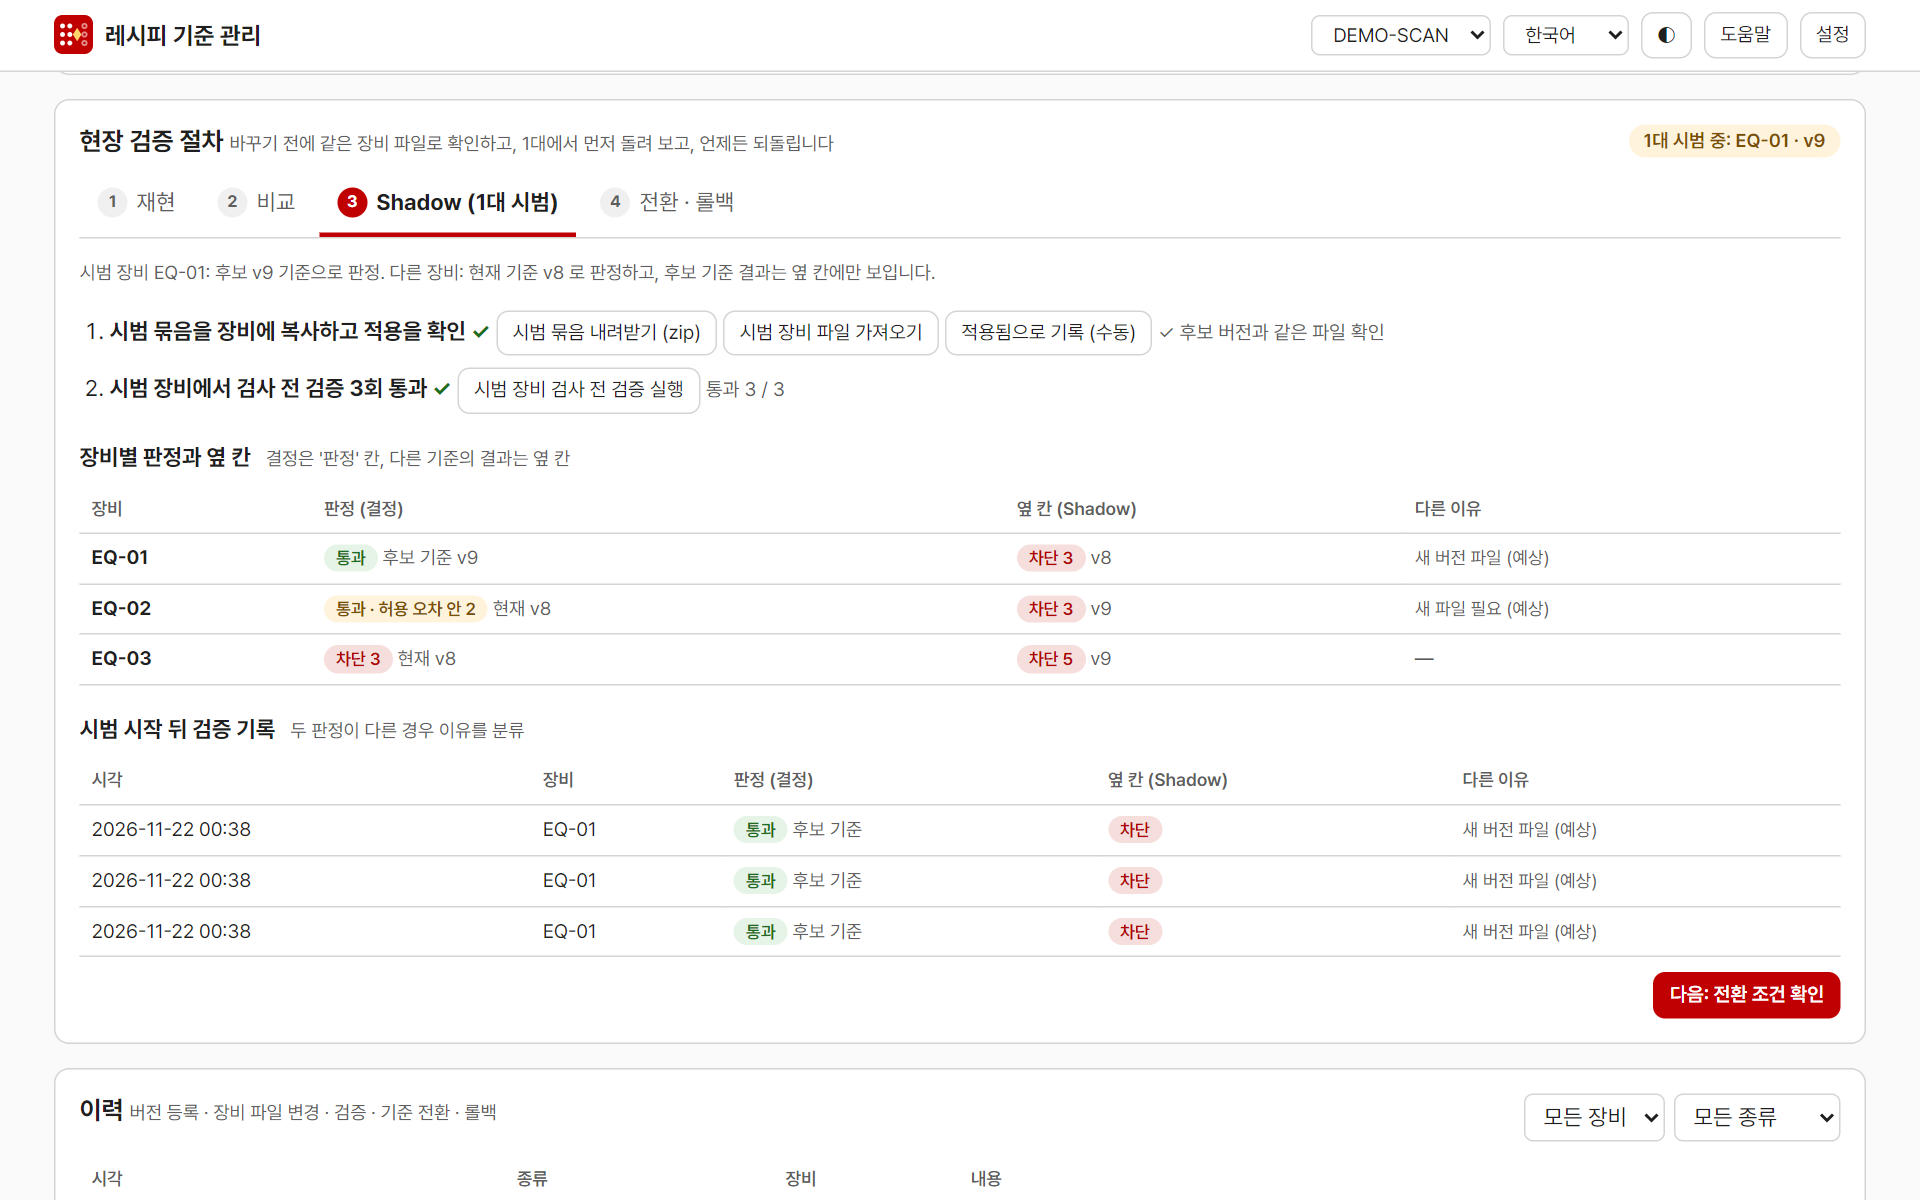 레시피 기준 관리 DEMO-SCAN 한국어 도움말 설정
현장 검증 절차 바꾸기 전에 같은 장비 파일로 확인하고, 1대에서 먼저 돌려 보고, 언제든 되돌립니다 1대 시범 중: EQ-01 · v9
1 재현 2 비교 3 Shadow (1대 시범) 4 전환 · 롤백
시범 장비 EQ-01: 후보 v9 기준으로 판정. 다른 장비: 현재 기준 v8 로 판정하고, 후보 기준 결과는 옆 칸에만 보입니다.
1. 시범 묶음을 장비에 복사하고 적용을 확인 ✓ 시범 묶음 내려받기 (zip) 시범 장비 파일 가져오기 적용됨으로 기록 (수동) ✓ 후보 버전과 같은 파일 확인
2. 시범 장비에서 검사 전 검증 3회 통과 ✓ 시범 장비 검사 전 검증 실행 통과 3 / 3
장비별 판정과 옆 칸 결정은 '판정' 칸, 다른 기준의 결과는 옆 칸
장비 판정 (결정) 옆 칸 (Shadow) 다른 이유
EQ-01 통과 후보 기준 v9 차단 3 v8 새 버전 파일 (예상)
EQ-02 통과 · 허용 오차 안 2 현재 v8 차단 3 v9 새 파일 필요 (예상)
EQ-03 차단 3 현재 v8 차단 5 v9 —
시범 시작 뒤 검증 기록 두 판정이 다른 경우 이유를 분류
시각 장비 판정 (결정) 옆 칸 (Shadow) 다른 이유
2026-11-22 00:38 EQ-01 통과 후보 기준 차단 새 버전 파일 (예상)
2026-11-22 00:38 EQ-01 통과 후보 기준 차단 새 버전 파일 (예상)
2026-11-22 00:38 EQ-01 통과 후보 기준 차단 새 버전 파일 (예상)
다음: 전환 조건 확인
이력 버전 등록 · 장비 파일 변경 · 검증 · 기준 전환 · 롤백 모든 장비 모든 종류
시각 종류 장비 내용